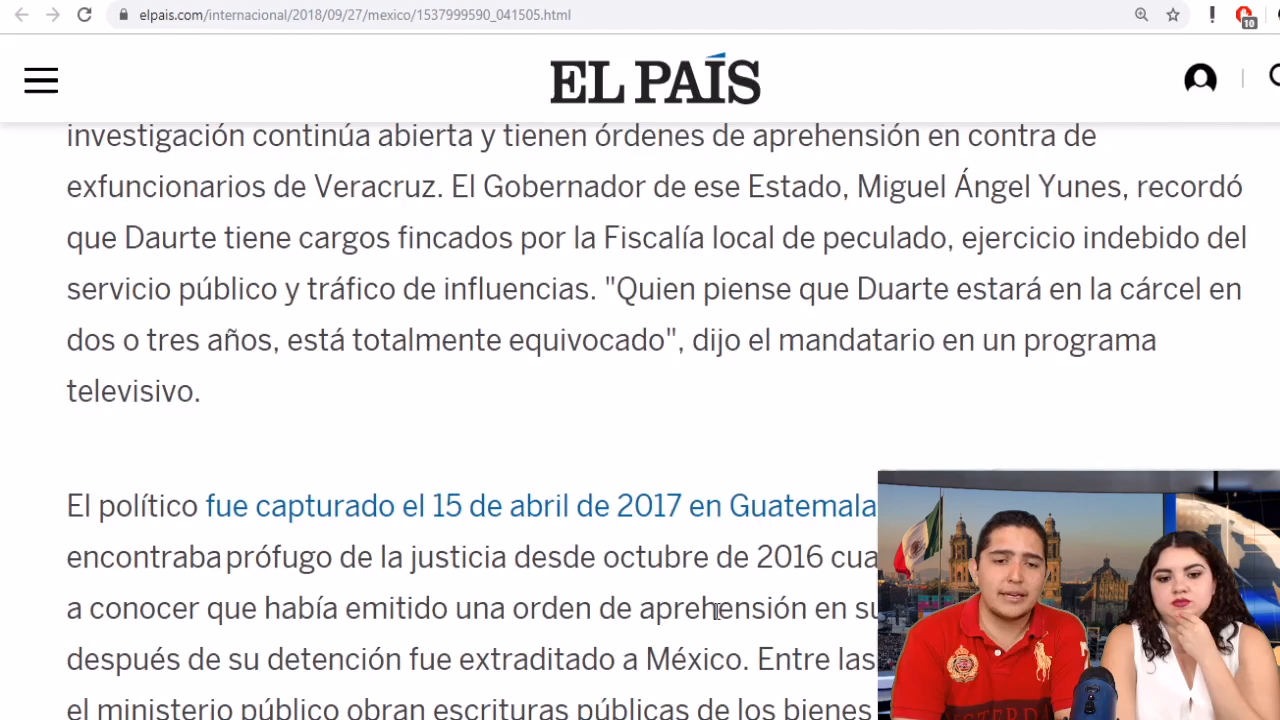 elpais.com/internacional/2018/09/27/mexico/1537999590_041505.html
10
EL PAÍS
investigación continúa abierta y tienen órdenes de aprehensión en contra de
exfuncionarios de Veracruz. El Gobernador de ese Estado, Miguel Ángel Yunes, recordó
que Daurte tiene cargos fincados por la Fiscalía local de peculado, ejercicio indebido del
servicio público y tráfico de influencias. "Quien piense que Duarte estará en la cárcel en
dos o tres años, está totalmente equivocado", dijo el mandatario en un programa
televisivo.
El político fue capturado el 15 de abril de 2017 en Guatemala
encontraba prófugo de la justicia desde octubre de 2016
a conocer que había emitido una orden de aprehensión en
después de su detención fue extraditado a México. Entre las
el ministerio público obran escrituras públicas de los bienes